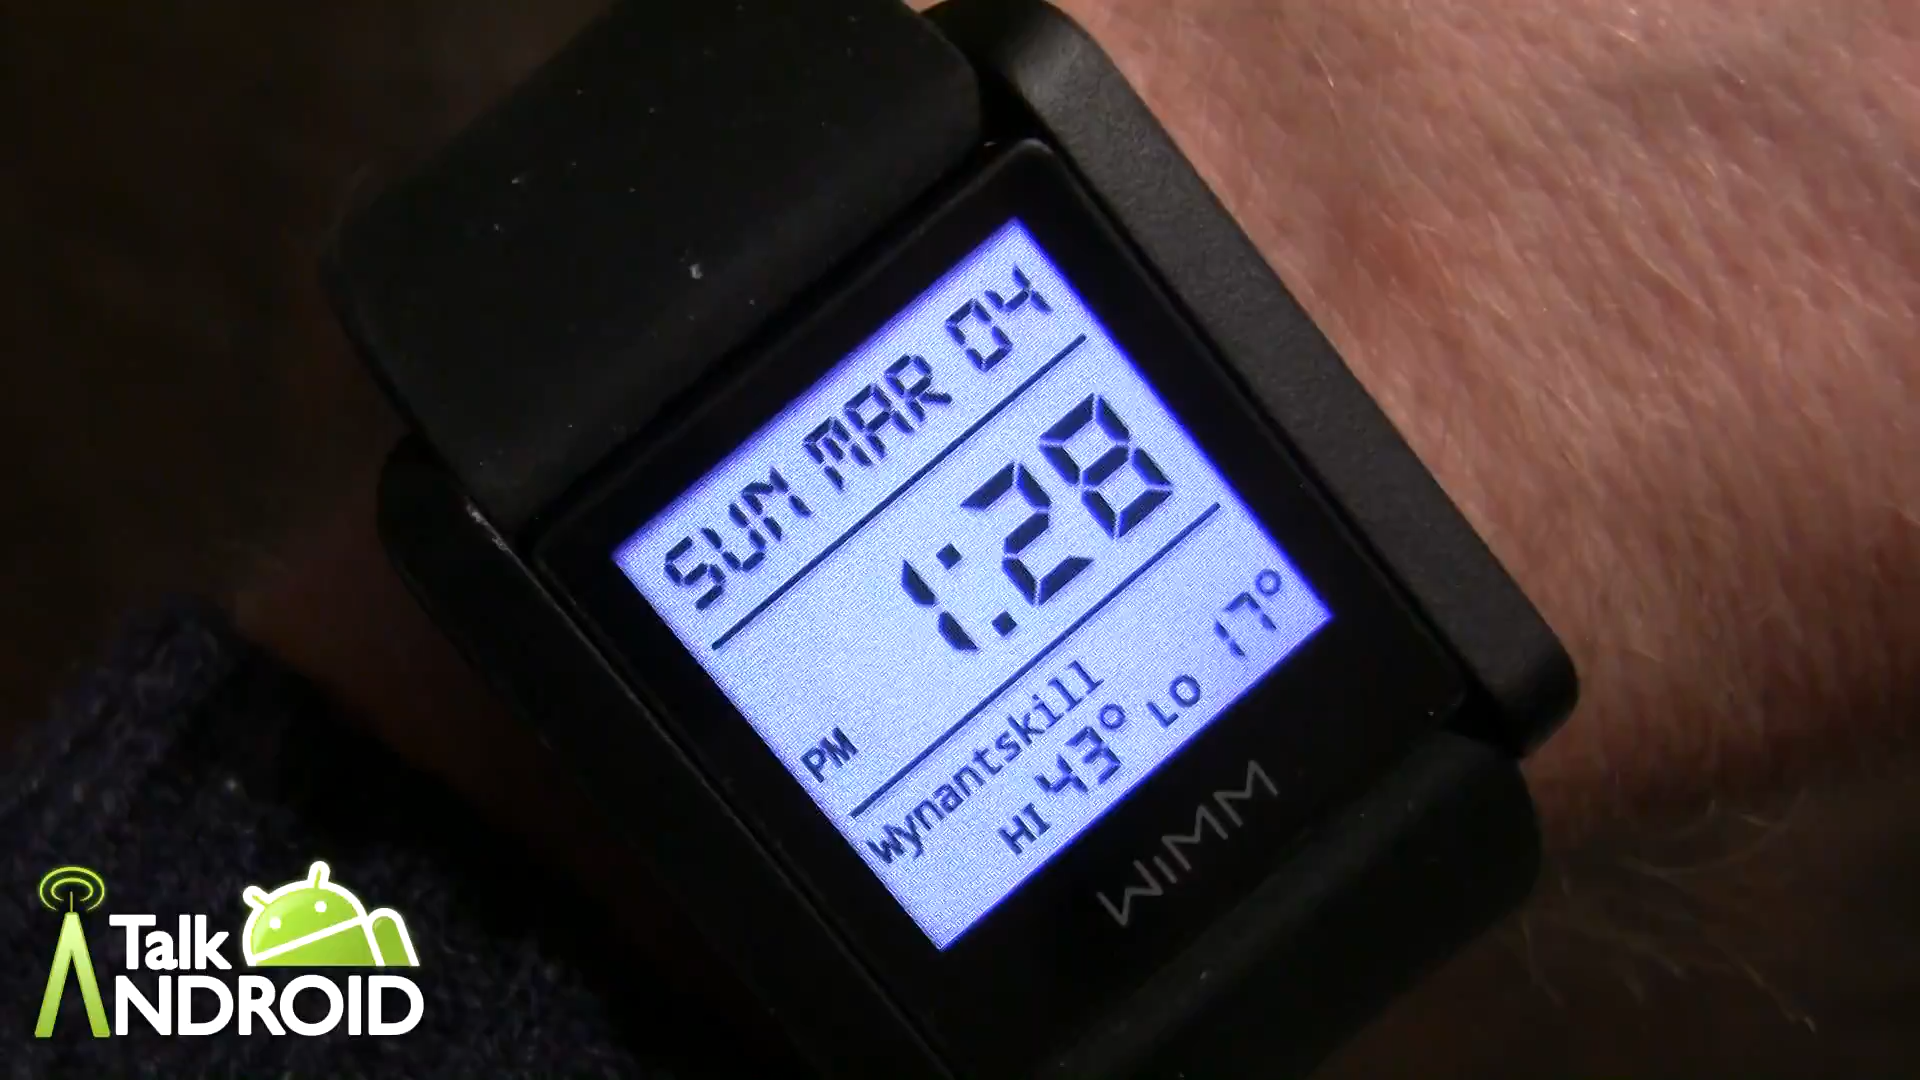 SUN MAR 04
1:28
PM
Wynantskill
HI 43° LO 17°
WIMM
Talk
ANDROID